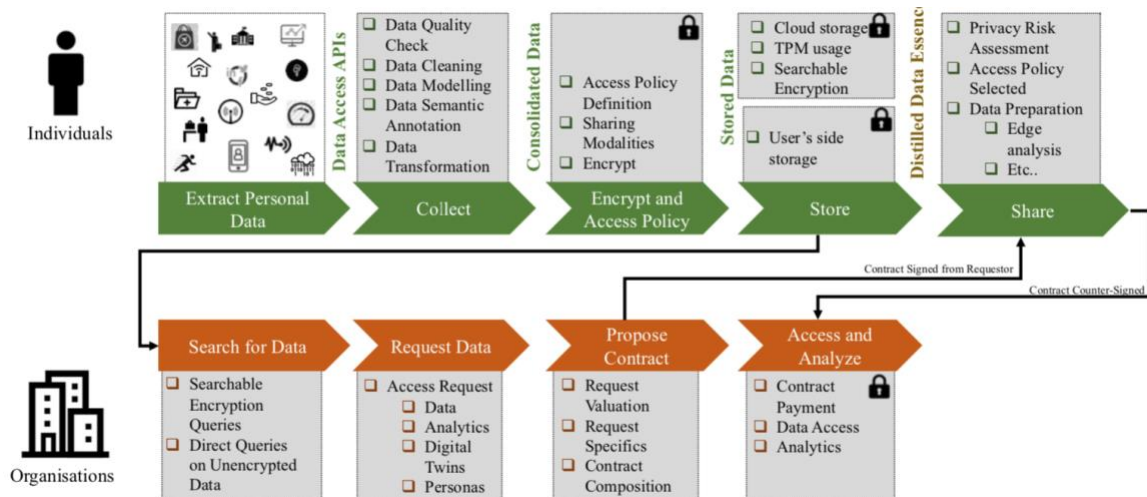 Individuals
Extract Personal
Data
Data Access APIs
Data Quality
Check
Data Cleaning
Data Modelling
Data Semantic
Annotation
Data
Transformation
Collect
Consolidated Data
Access Policy
Definition
Sharing
Modalities
Encrypt
Encrypt and
Access Policy
Stored Data
Cloud storage
TPM usage
Searchable
Encryption
User's side
storage
Store
Distilled Data Essence
Privacy Risk
Assessment
Access Policy
Selected
Data Preparation
Edge
analysis
Etc..
Share
Contract Signed from Requestor
Contract Counter-Signed
Organisations
Search for Data
Searchable
Encryption
Queries
Direct Queries
on Unencrypted
Data
Request Data
Access Request
Data
Analytics
Digital
Twins
Personas
Propose
Contract
Request
Valuation
Request
Specifics
Contract
Composition
Access and
Analyze
Contract
Payment
Data Access
Analytics